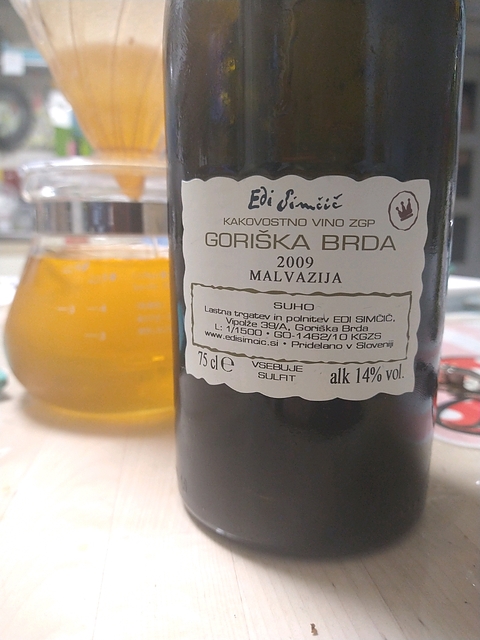 Edi Simčič
KAKOVOSTNO VINO ZGP
GORIŠKA BRDA
2009
MALVAZIJA
SUHO
Lastna trgatev in polnitev EDI SIMČIČ,
Vipolže 39/A, Goriška Brda
L: 1/1500 • GO-1462/10 KGZS
www.edisimcic.si • Pridelano v Sloveniji
75 cl e VSEBUJE SULFIT alk 14% vol.